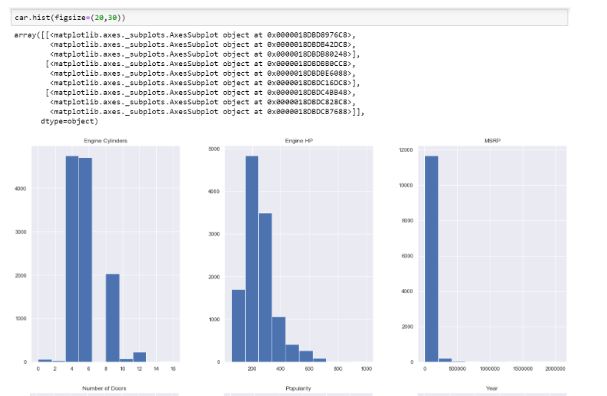 car.hist(figsize=(20,30))
array([[<matplotlib.axes._subplots.AxesSubplot object at 0x0000018DBD8976C8>,
<matplotlib.axes._subplots.AxesSubplot object at 0x0000018DBDB42DC8>,
<matplotlib.axes._subplots.AxesSubplot object at 0x0000018DBDB80248>],
[<matplotlib.axes._subplots.AxesSubplot object at 0x0000018DBDBB0CC8>,
<matplotlib.axes._subplots.AxesSubplot object at 0x0000018DBDBE6088>,
<matplotlib.axes._subplots.AxesSubplot object at 0x0000018DBDC16DC8>],
[<matplotlib.axes._subplots.AxesSubplot object at 0x0000018DBDC4BB48>,
<matplotlib.axes._subplots.AxesSubplot object at 0x0000018DBDC828C8>,
<matplotlib.axes._subplots.AxesSubplot object at 0x0000018DBDCB7688>]],
dtype=object)
Engine Cylinders
4000
3000
2000
1000
0
0 2 4 6 8 10 12 14 16
Engine HP
5000
4000
3000
2000
1000
0
200 400 600 800 1000
MSRP
12000
10000
8000
6000
4000
2000
0
0 500000 1000000 1500000 2000000
Number of Doors
Popularity
Year